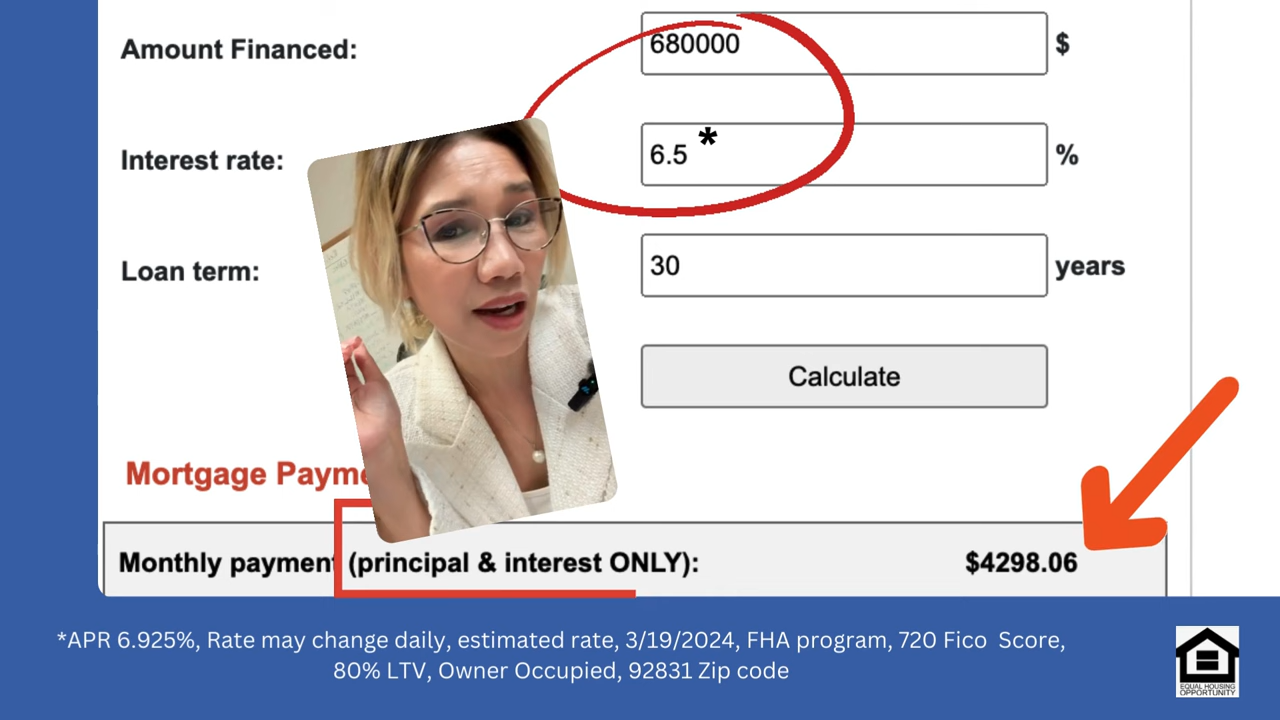 Amount Financed: 680000 $
Interest rate: 6.5 * %
Loan term: 30 years
Calculate
Mortgage Payme
Monthly payment (principal & interest ONLY): $4298.06
*APR 6.925%, Rate may change daily, estimated rate, 3/19/2024, FHA program, 720 Fico Score,
80% LTV, Owner Occupied, 92831 Zip code
EQUAL HOUSING
OPPORTUNITY